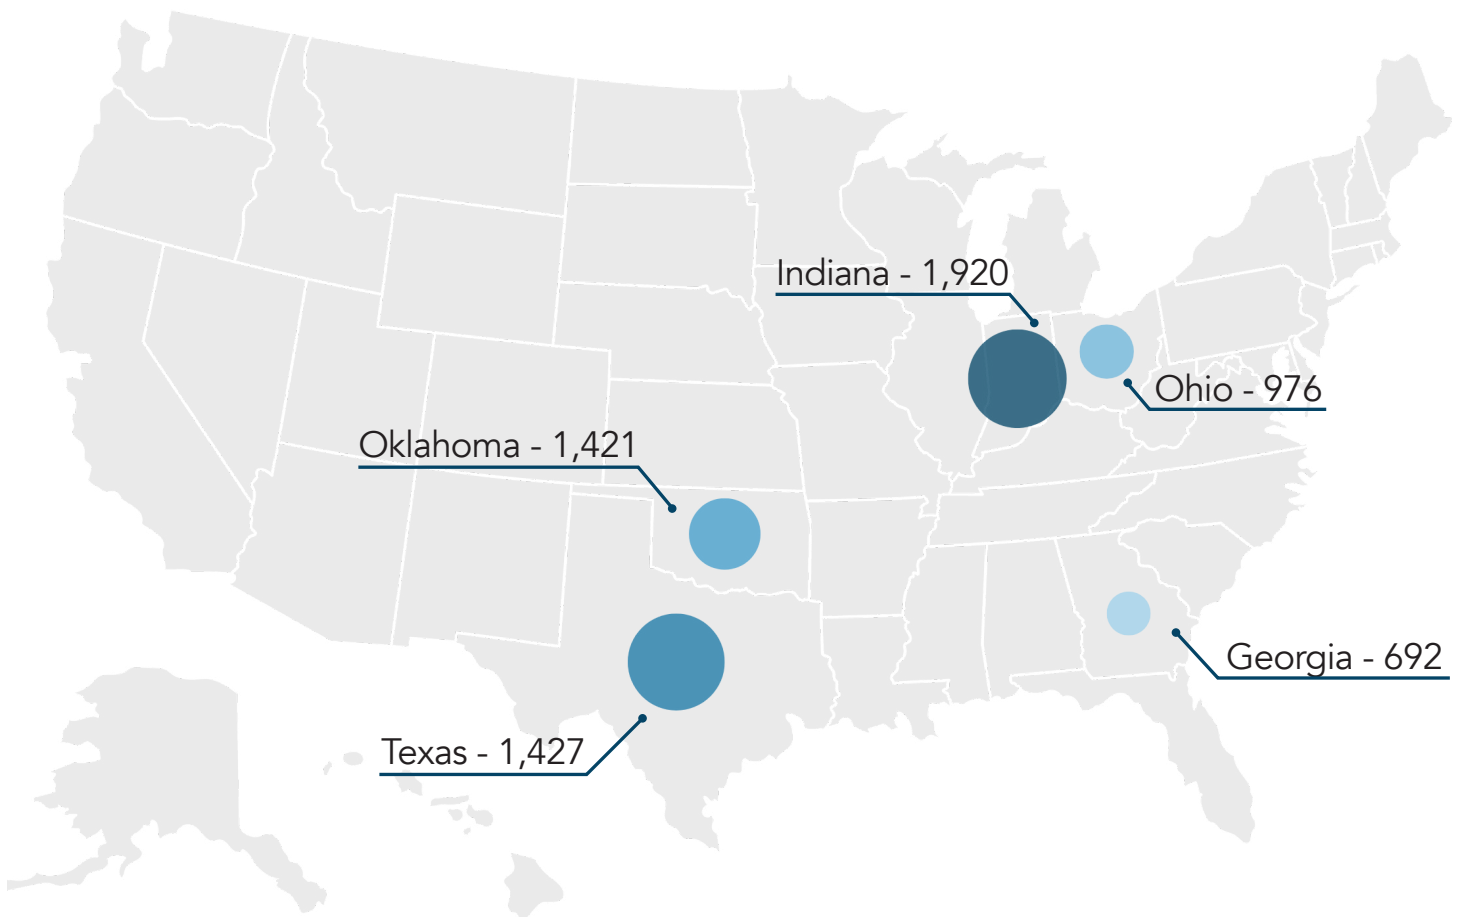 Indiana - 1,920
Ohio - 976
Oklahoma - 1,421
Georgia - 692
Texas - 1,427